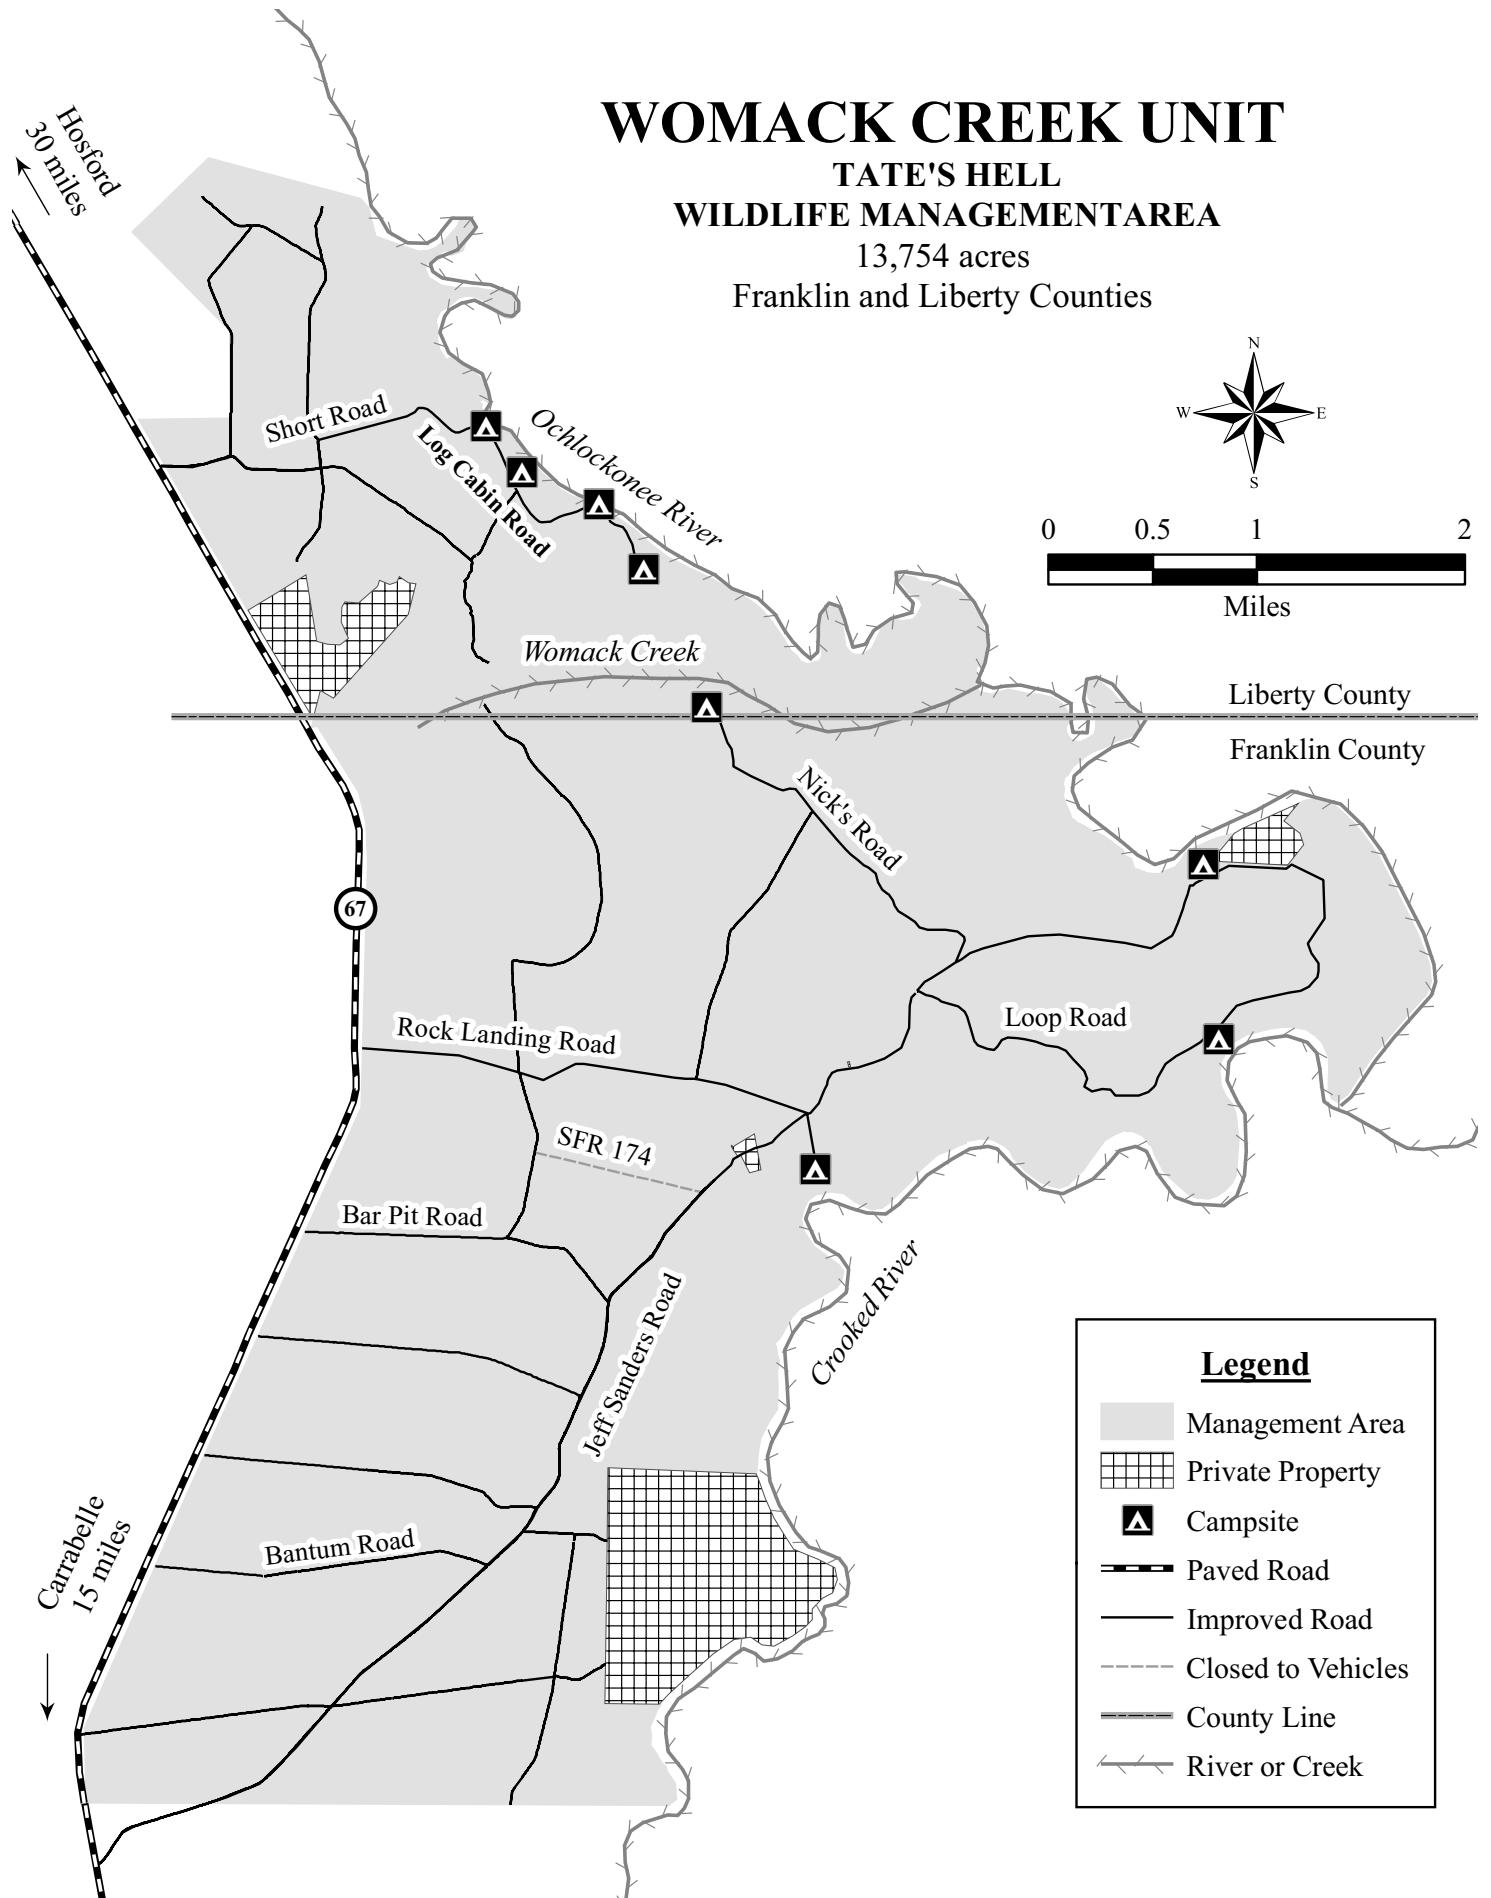 WOMACK CREEK UNIT
TATE'S HELL
WILDLIFE MANAGEMENTAREA
13,754 acres
Franklin and Liberty Counties
Hosford
30 miles
N
W
E
S
Short Road
Log Cabin Road
Ochlockonee River
0 0.5 1 2
Miles
Womack Creek
Liberty County
Franklin County
Nick's Road
67
Rock Landing Road
Loop Road
SFR 174
Bar Pit Road
Jeff Sanders Road
Crooked River
Bantum Road
Carrabelle
15 miles
Legend
Management Area
Private Property
Campsite
Paved Road
Improved Road
Closed to Vehicles
County Line
River or Creek